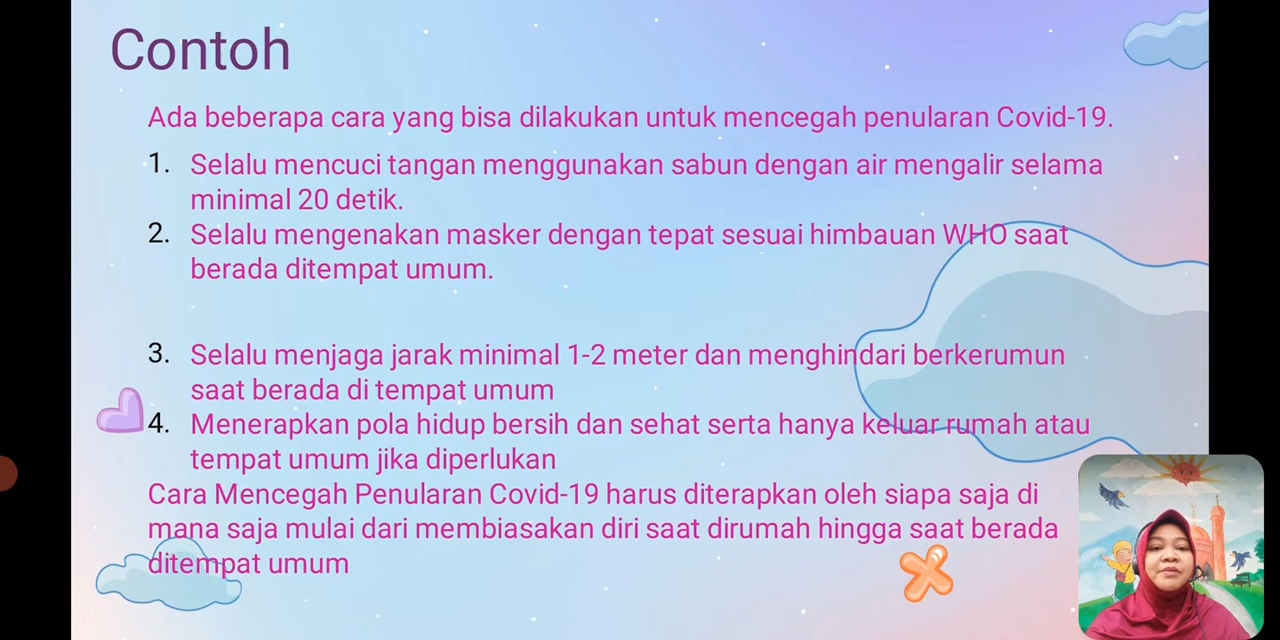 Contoh
Ada beberapa cara yang bisa dilakukan untuk mencegah penularan Covid-19.
1. Selalu mencuci tangan menggunakan sabun dengan air mengalir selama
minimal 20 detik.
2. Selalu mengenakan masker dengan tepat sesuai himbauan WHO saat
berada ditempat umum.
3. Selalu menjaga jarak minimal 1-2 meter dan menghindari berkerumun
saat berada di tempat umum
4. Menerapkan pola hidup bersih dan sehat serta hanya keluar rumah atau
tempat umum jika diperlukan
Cara Mencegah Penularan Covid-19 harus diterapkan oleh siapa saja di
mana saja mulai dari membiasakan diri saat dirumah hingga saat berada
ditempat umum